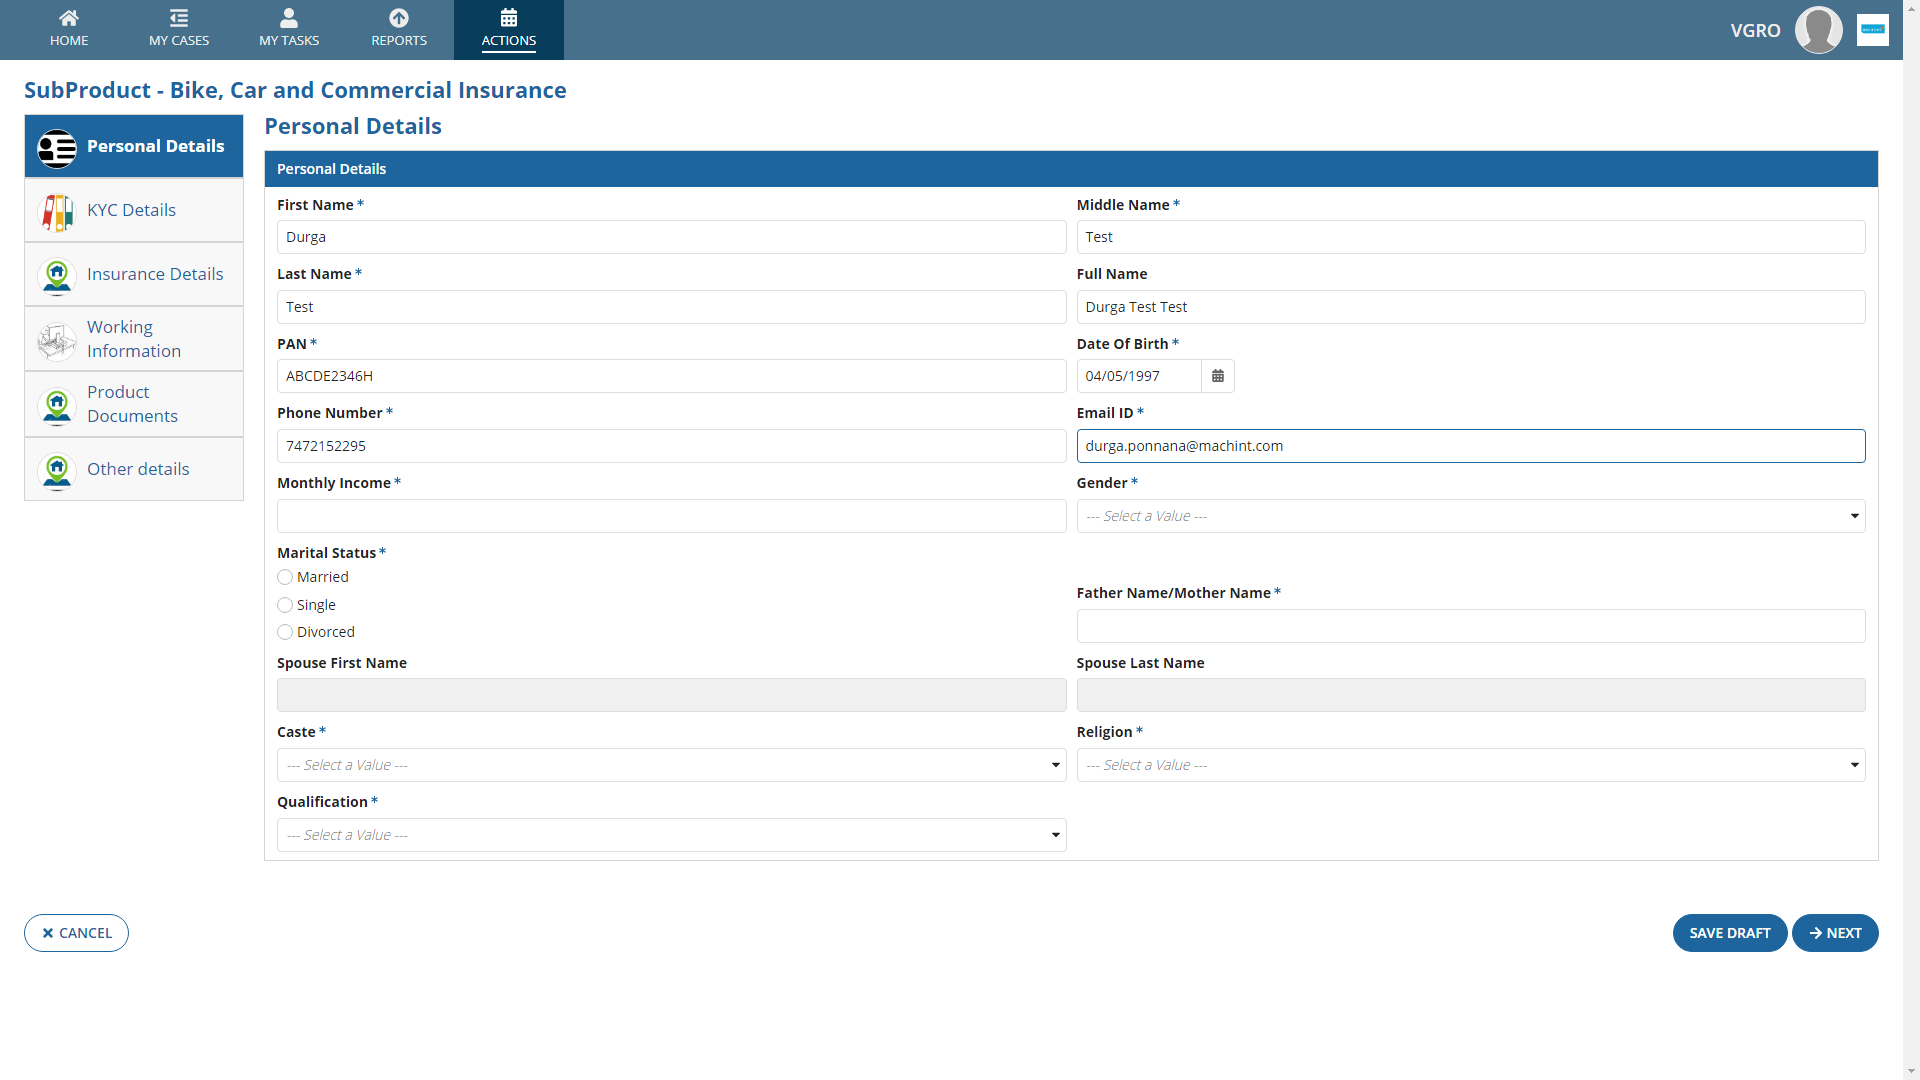 HOME
MY CASES
MY TASKS
REPORTS
ACTIONS
VGRO
SubProduct - Bike, Car and Commercial Insurance
Personal Details
KYC Details
Insurance Details
Working
Information
Product
Documents
Other details
Personal Details
Personal Details
First Name *
Middle Name *
Durga
Test
Last Name *
Full Name
Test
Durga Test Test
PAN *
Date Of Birth *
ABCDE2346H
04/05/1997
Phone Number *
Email ID *
7472152295
durga.ponnana@machint.com
Monthly Income *
Gender *
--- Select a Value ---
Marital Status *
Married
Single
Divorced
Father Name/Mother Name *
Spouse First Name
Spouse Last Name
Caste *
Religion *
--- Select a Value ---
--- Select a Value ---
Qualification *
--- Select a Value ---
CANCEL
SAVE DRAFT
NEXT